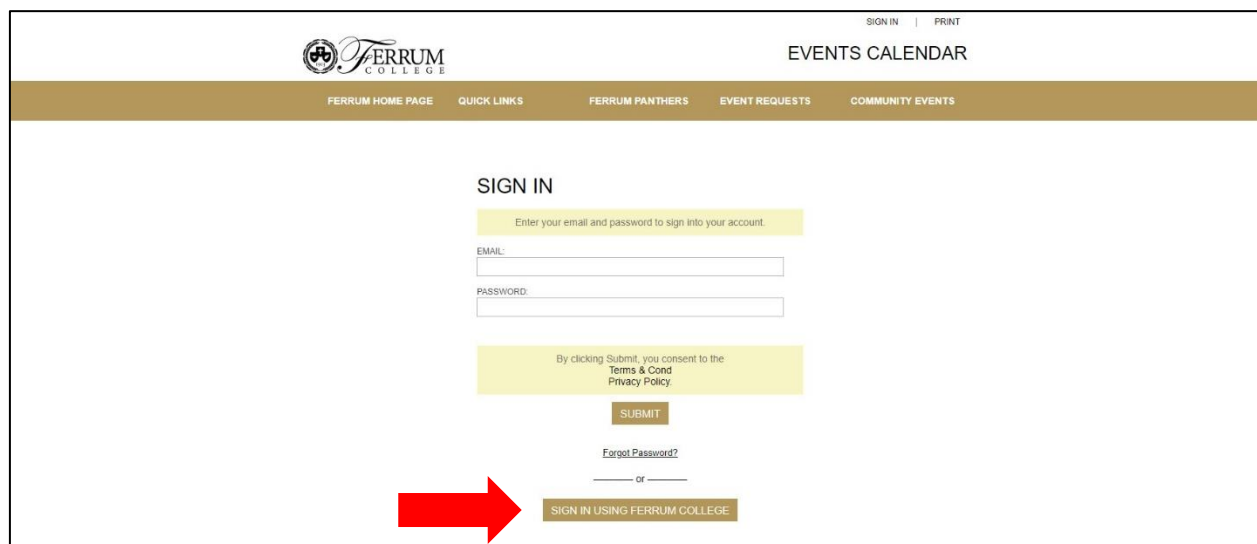 SIGN IN | PRINT
FERRUM
COLLEGE
EVENTS CALENDAR
FERRUM HOME PAGE QUICK LINKS FERRUM PANTHERS EVENT REQUESTS COMMUNITY EVENTS
SIGN IN
Enter your email and password to sign into your account.
EMAIL:
PASSWORD:
By clicking Submit, you consent to the
Terms & Cond
Privacy Policy.
SUBMIT
Forgot Password?
or
SIGN IN USING FERRUM COLLEGE